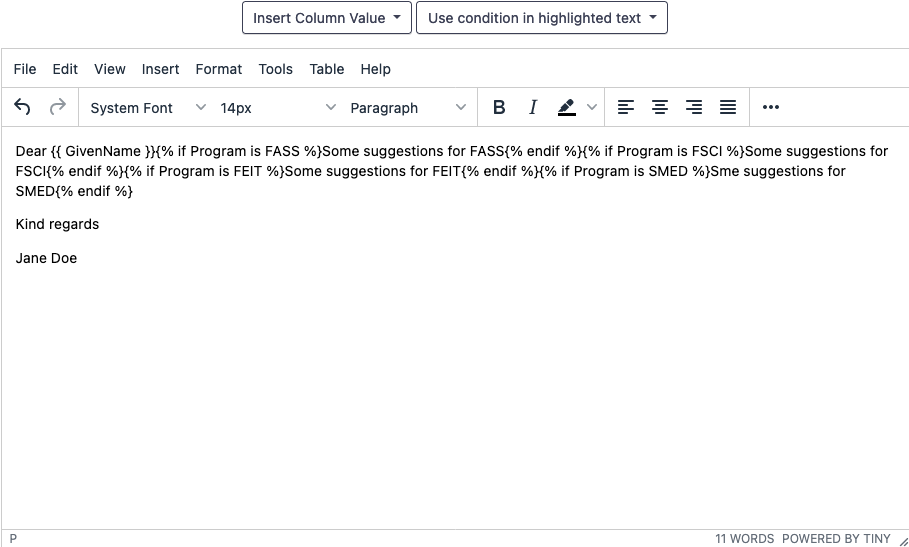 Insert Column Value Use condition in highlighted text
File Edit View Insert Format Tools Table Help
System Font 14px Paragraph B I
Dear {{ GivenName }}{% if Program is FASS %}Some suggestions for FASS{% endif %}{% if Program is FSCI %}Some suggestions for
FSCI{% endif %}{% if Program is FEIT %}Some suggestions for FEIT{% endif %}{% if Program is SMED %}Sme suggestions for
SMED{% endif %}
Kind regards
Jane Doe
P 11 WORDS POWERED BY TINY